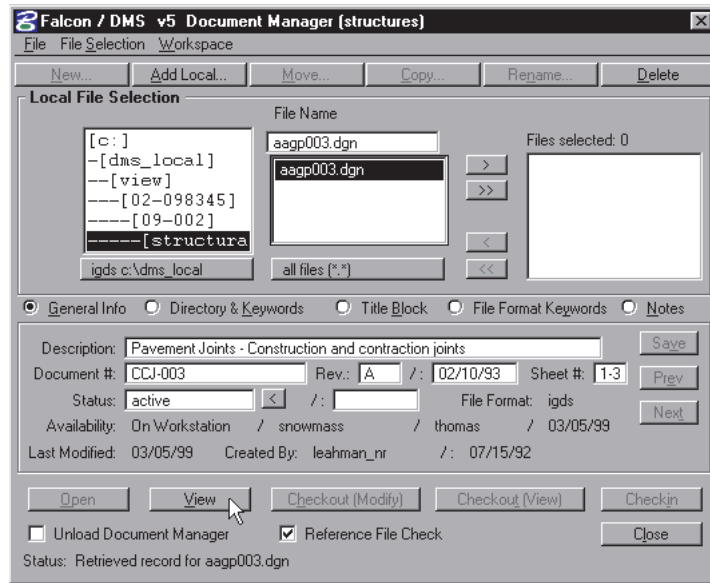 Falcon / DMS v5 Document Manager (structures)
File File Selection Workspace
New... Add Local... Move... Copy... Rename... Delete
Local File Selection
File Name
Files selected: 0
aagp003.dgn
[c:]
-[dms_local]
--[view]
---[02-098345]
----[09-002]
-----[structura
aagp003.dgn
>
>>
<
<<
igds c:\dms_local
all files (*.*)
General Info Directory & Keywords Title Block File Format Keywords Notes
Description: Pavement Joints - Construction and contraction joints Save
Document #: CCJ-003 Rev.: A /: 02/10/93 Sheet #: 1-3 Prev
Status: active < /: File Format: igds Next
Availability: On Workstation / snowmass / thomas / 03/05/99
Last Modified: 03/05/99 Created By: leahman_nr /: 07/15/92
Open View Checkout (Modify) Checkout (View) Checkin
Unload Document Manager Reference File Check Close
Status: Retrieved record for aagp003.dgn